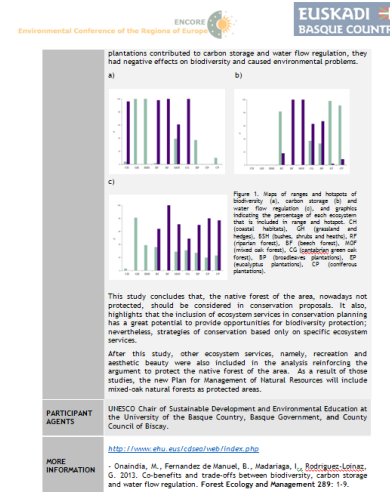 ENCORE
Environmental Conference of the Regions of Europe
EUSKADI
BASQUE COUNTR
plantations contributed to carbon storage and water flow regulation, they
had negative effects on biodiversity and caused environmental problems.
a)
b)
c)
Figure 1. Maps of ranges and hotspots of
biodiversity (a), carbon storage (b) and
water flow regulation (c), and graphics
indicating the percentage of each ecosystem
that is included in range and hotspot. CH
(coastal habitats), GH (grassland and
hedges), BSH (bushes, shrubs and heaths), RF
(riparian forest), BF (beech forest), MOF
(mixed oak forest), CG (cantabrian green oak
forest), BP (broadleaves plantations), EP
(eucalyptus plantations), CP (coniferous
plantations).
This study concludes that, the native forest of the area, nowadays not
protected, should be considered in conservation proposals. It also,
highlights that the inclusion of ecosystem services in conservation planning
has a great potential to provide opportunities for biodiversity protection;
nevertheless, strategies of conservation based only on specific ecosystem
services.
After this study, other ecosystem services, namely, recreation and
aesthetic beauty were also included in the analysis reinforcing the
argument to protect the native forest of the area. As a result of those
studies, the new Plan for Management of Natural Resources will include
mixed-oak natural forests as protected areas.
PARTICIPANT
AGENTS
UNESCO Chair of Sustainable Development and Environmental Education at
the University of the Basque Country, Basque Government, and County
Council of Biscay.
MORE
INFORMATION
http://www.ehu.eus/cdsea/web/index.php
- Onaindia, M., Fernandez de Manuel, B., Madariaga, I., Rodriguez-Loinaz,
G. 2013. Co-benefits and trade-offs between biodiversity, carbon storage
and water flow regulation. Forest Ecology and Management 289: 1-9.